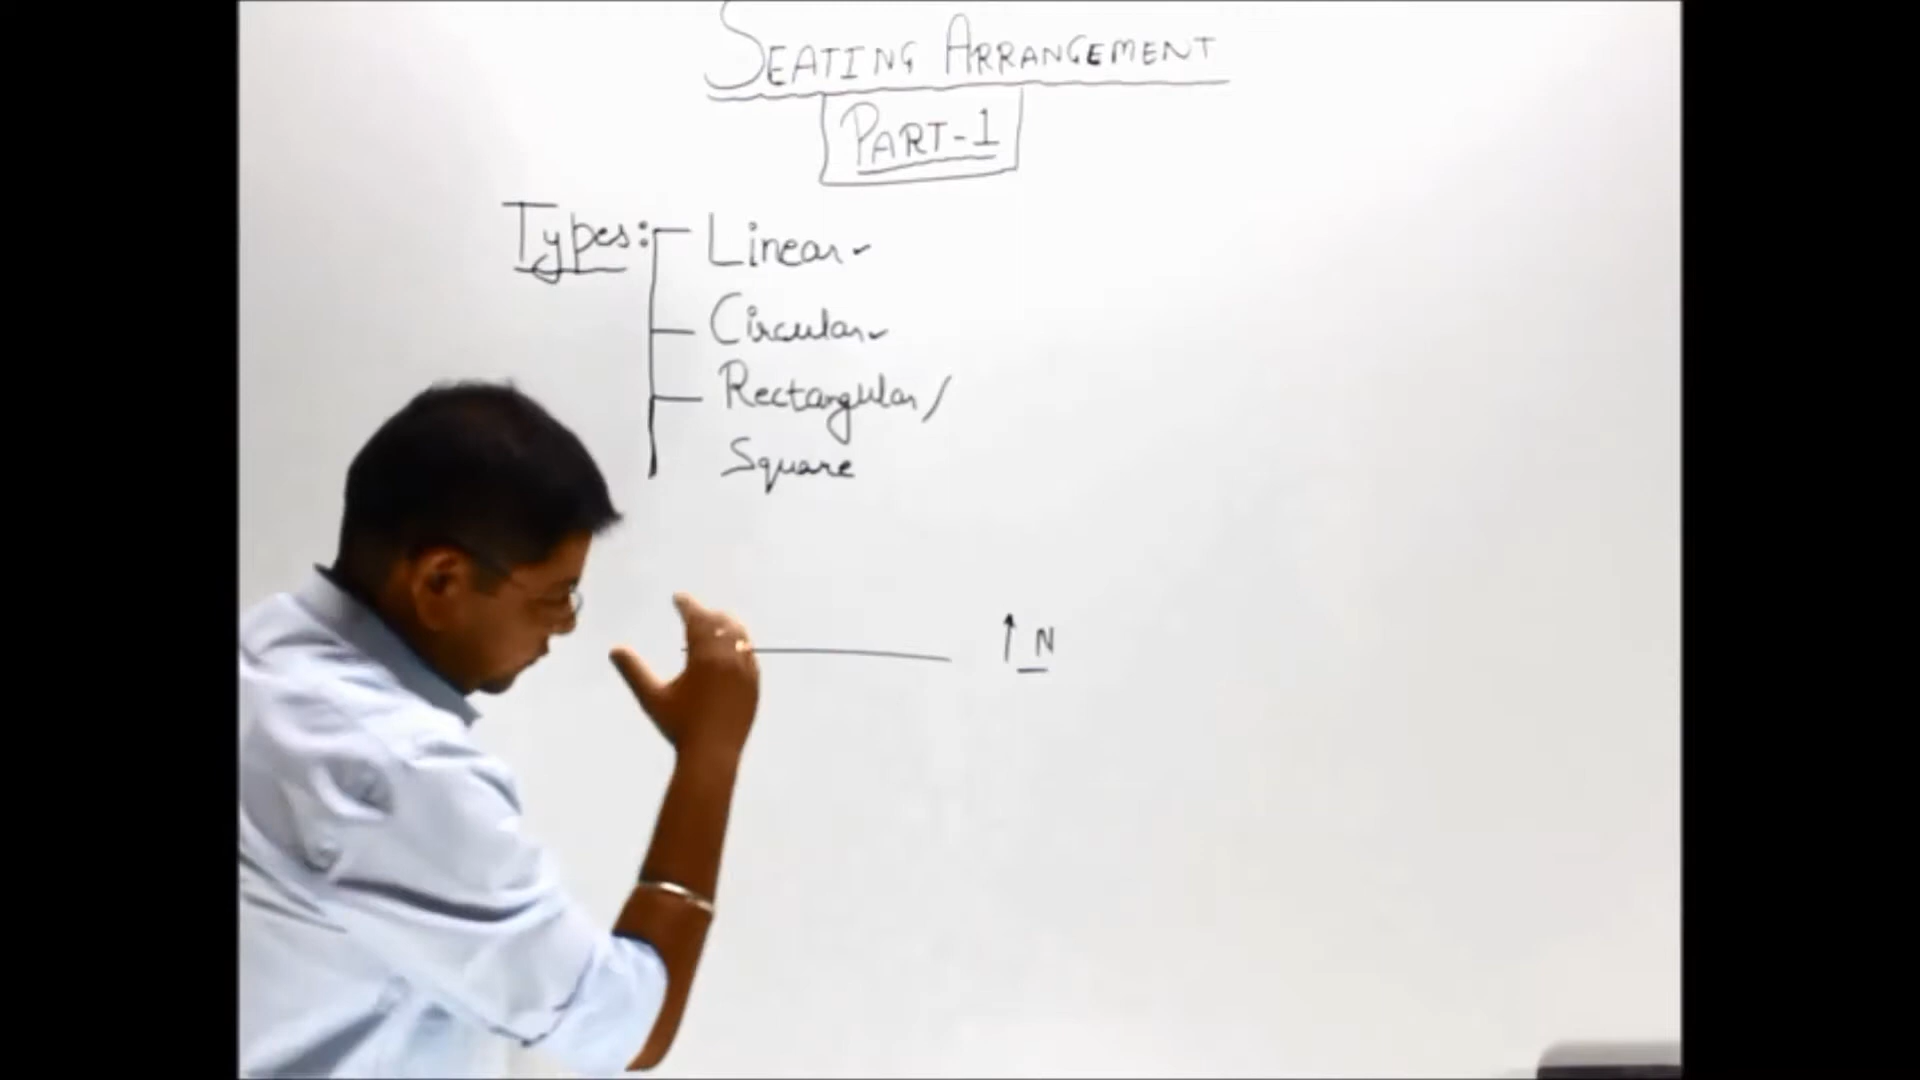 SEATING ARRANGEMENT
PART-1
Types: Linear
Circular
Rectangular/
Square
N